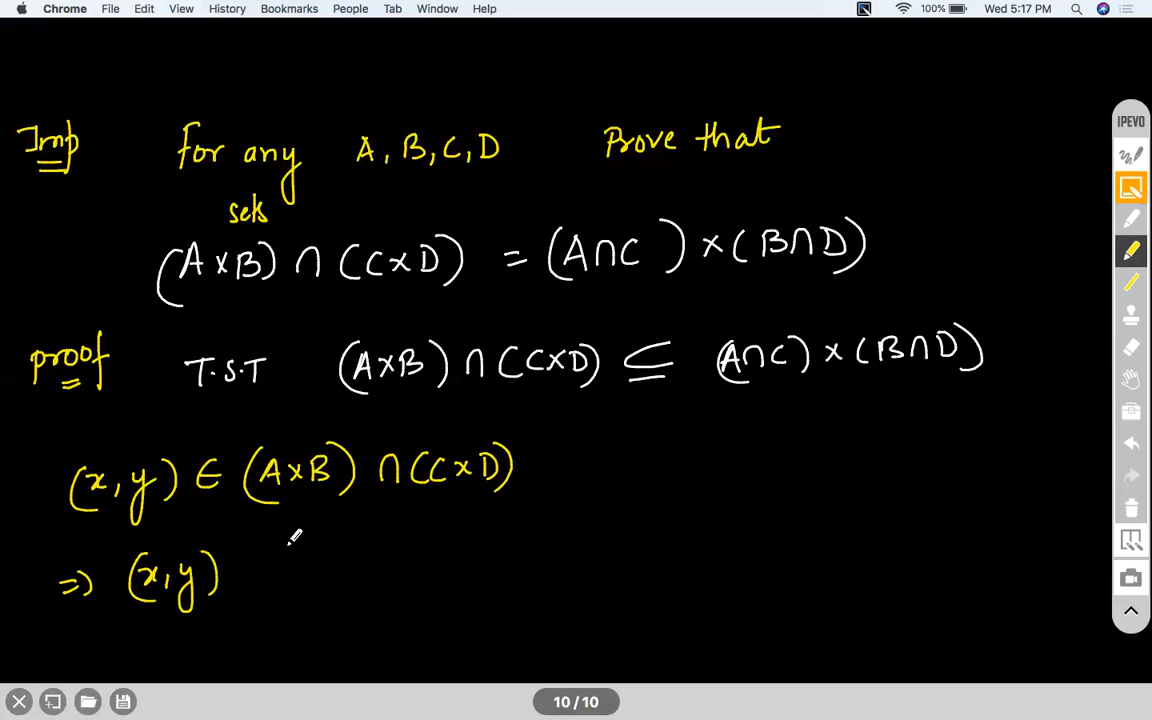 Chrome File Edit View History Bookmarks People Tab Window Help 100% Wed 5:17 PM
IPEVO
Imp For any A, B, C, D Prove that
sets
(A×B) ∩ (C×D) = (A∩C) × (B∩D)
proof T.S.T (A×B) ∩ (C×D) ⊆ (A∩C) × (B∩D)
(x, y) ∈ (A×B) ∩ (C×D)
⇒ (x, y)
10 / 10